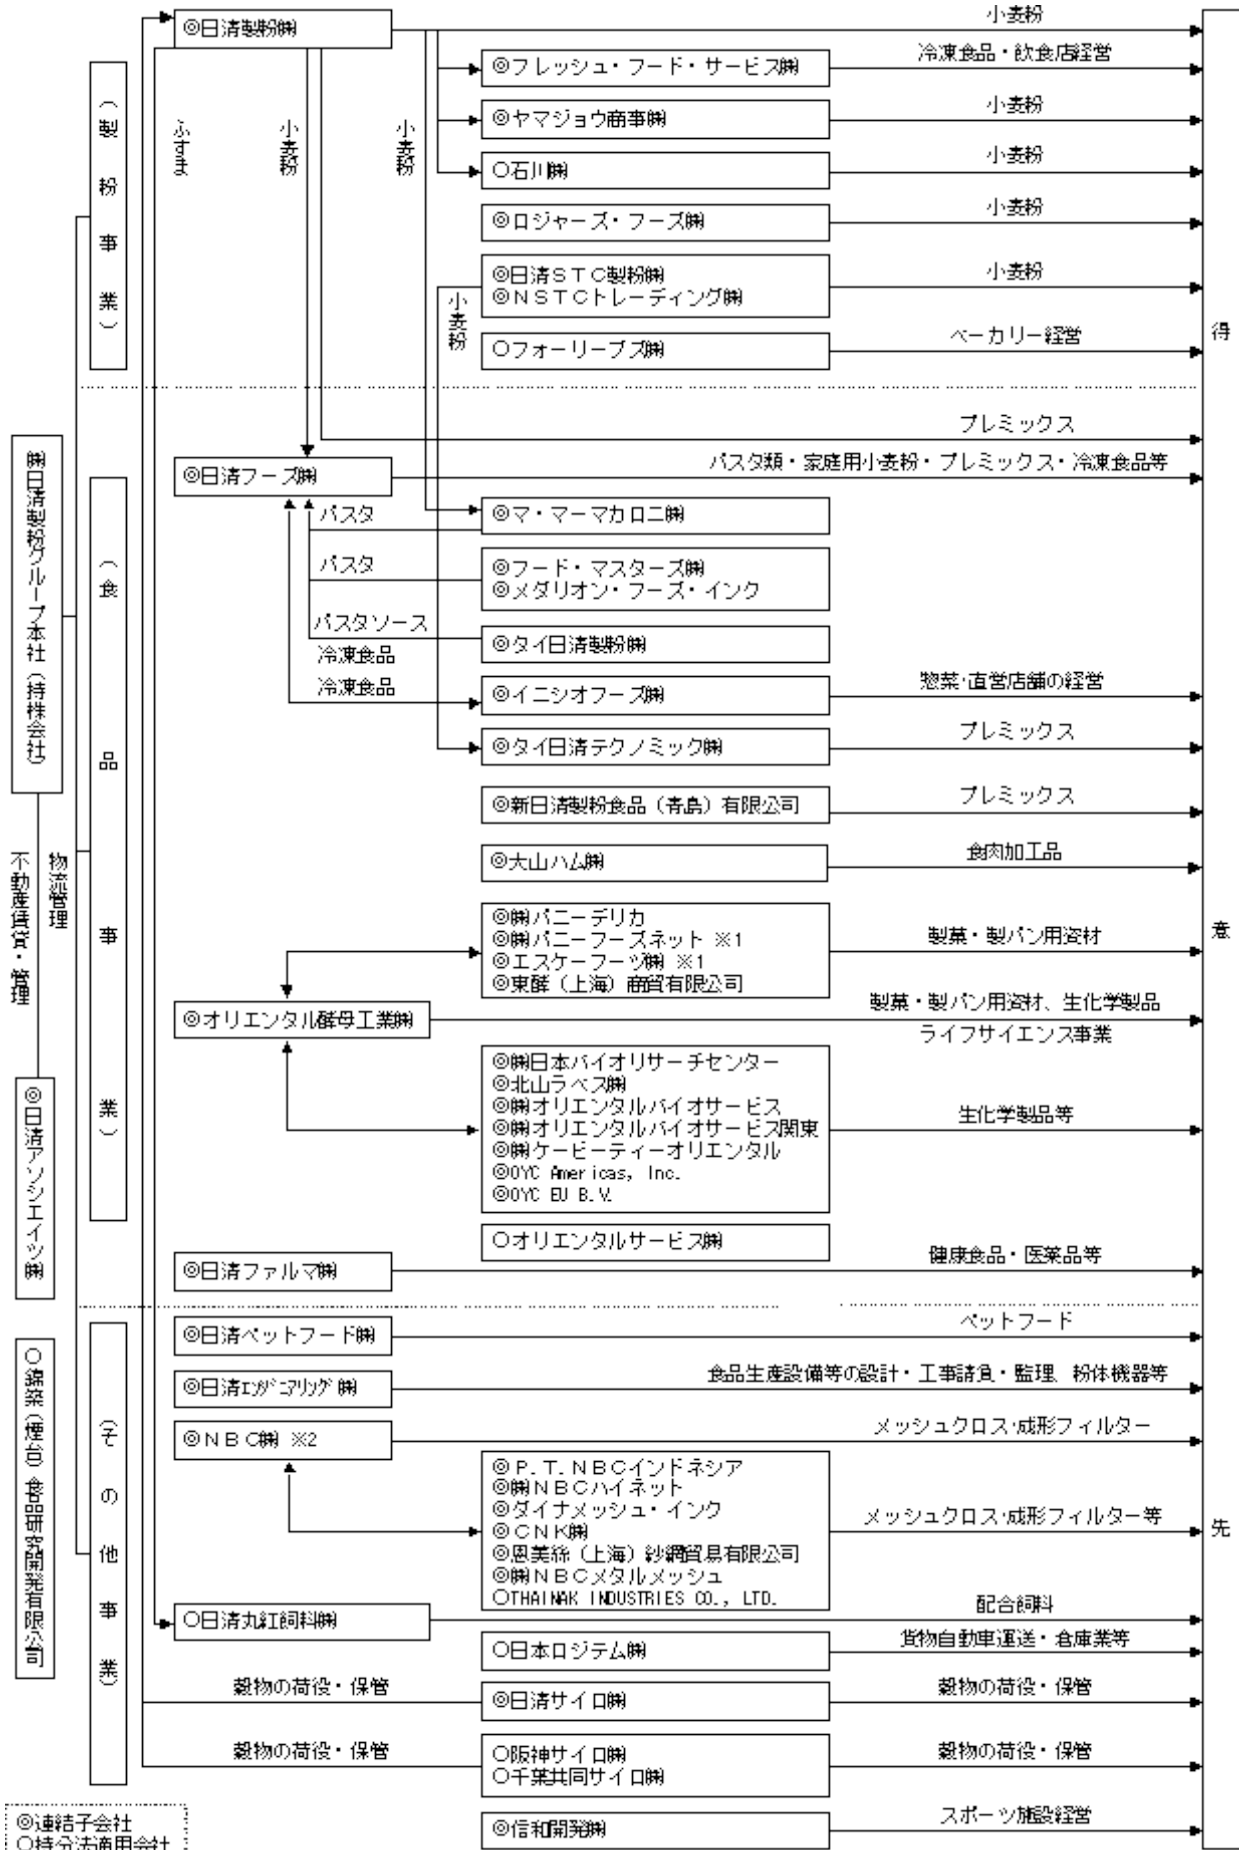 ◎日清製粉㈱
小麦粉
◎フレッシュ・フード・サービス㈱
冷凍食品・飲食店経営
◎ヤマジョウ商事㈱
小麦粉
○石川㈱
小麦粉
◎ロジャーズ・フーズ㈱
小麦粉
◎日清STC製粉㈱
◎NSTCトレーディング㈱
小麦粉
○フォーリーブズ㈱
ベーカリー経営
ふすま
小麦粉
小麦粉
小麦粉
(製粉事業)
プレミックス
◎日清フーズ㈱
パスタ類・家庭用小麦粉・プレミックス・冷凍食品等
パスタ
◎マ・マーマカロニ㈱
パスタ
◎フード・マスターズ㈱
◎メダリオン・フーズ・インク
パスタソース
冷凍食品
◎タイ日清製粉㈱
冷凍食品
◎イニシオフーズ㈱
惣菜・直営店舗の経営
◎タイ日清テクノミック㈱
プレミックス
◎新日清製粉食品(青島)有限公司
プレミックス
◎大山ハム㈱
食肉加工品
◎㈱パニーデリカ
◎㈱パニーフーズネット ※1
◎エスケーフーヅ㈱ ※1
◎東酵(上海)商貿有限公司
製菓・製パン用資材
◎オリエンタル酵母工業㈱
製菓・製パン用資材、生化学製品
ライフサイエンス事業
◎㈱日本バイオリサーチセンター
◎北山ラベス㈱
◎㈱オリエンタルバイオサービス
◎㈱オリエンタルバイオサービス関東
◎㈱ケービーティーオリエンタル
◎OYC Americas, Inc.
◎OYC EU B.V.
生化学製品等
○オリエンタルサービス㈱
◎日清ファルマ㈱
健康食品・医薬品等
(食品事業)
㈱日清製粉グループ本社(持株会社)
物流管理
不動産賃貸・管理
◎日清アソシエイツ㈱
○錦築(煙台)食品研究開発有限公司
(その他事業)
◎日清ペットフード㈱
ペットフード
◎日清エンジニアリング㈱
食品生産設備等の設計・工事請負・監理、粉体機器等
◎NBC㈱ ※2
メッシュクロス・成形フィルター
◎P.T.NBCインドネシア
◎㈱NBCハイネット
◎ダイナメッシュ・インク
◎CNK㈱
◎恩美絲(上海)紗網貿易有限公司
◎㈱NBCメタルメッシュ
○THAINAK INDUSTRIES CO., LTD.
メッシュクロス・成形フィルター等
○日清丸紅飼料㈱
配合飼料
○日本ロジテム㈱
貨物自動車運送・倉庫業等
穀物の荷役・保管
◎日清サイロ㈱
穀物の荷役・保管
穀物の荷役・保管
○阪神サイロ㈱
○千葉共同サイロ㈱
穀物の荷役・保管
◎信和開発㈱
スポーツ施設経営
得意先
◎連結子会社
○持分法適用会社